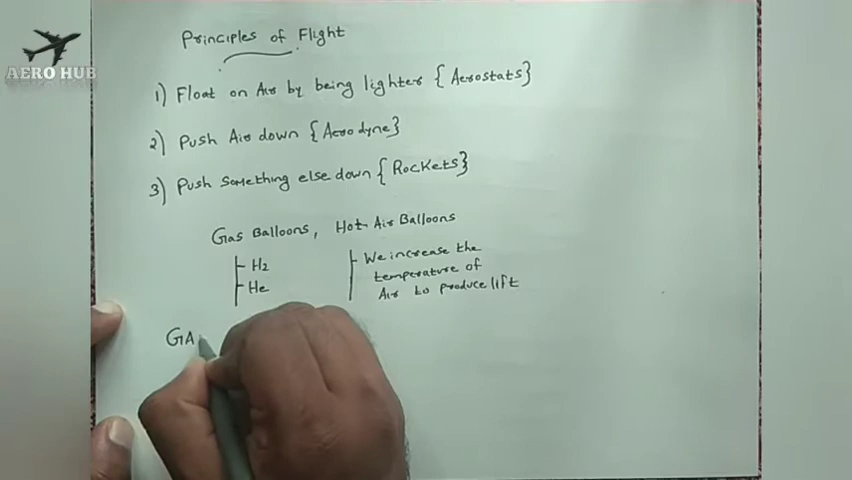 AERO HUB
Principles of Flight
1) Float on Air by being lighter { Aerostats}
2) Push Air down { Aerodyne}
3) Push Something else down { Rockets}
Gas Balloons, Hot-Air Balloons
H2
He
We increase the
temperature of
Air to produce lift
GA